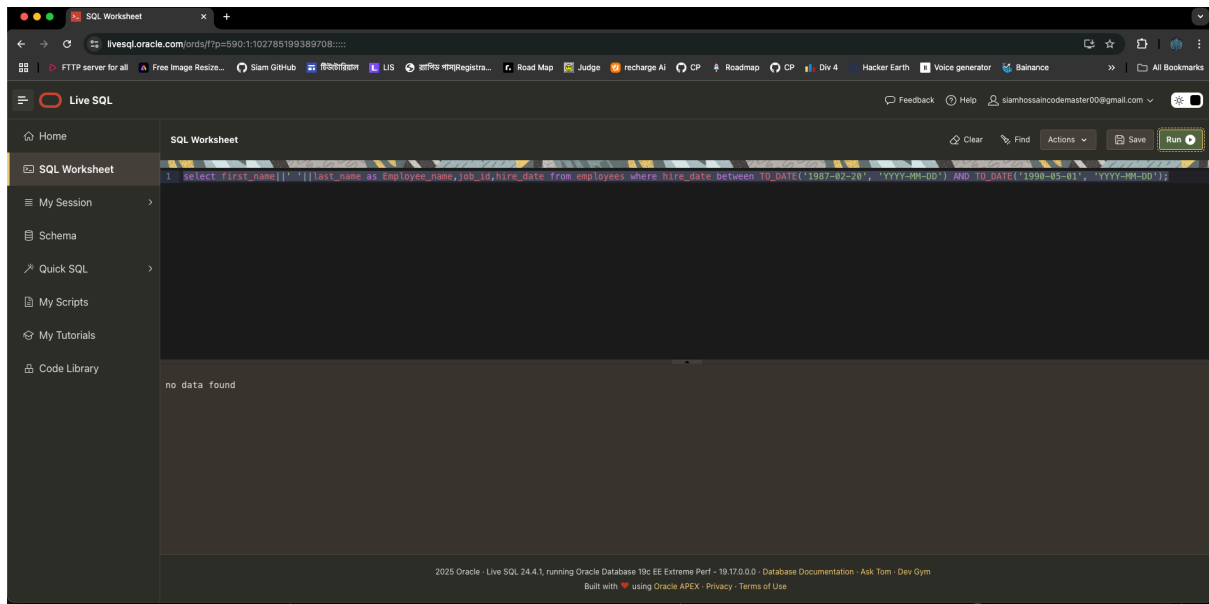 SQL Worksheet
livesql.oracle.com/ords/f?p=590:1:102785199389708:::::
FTTP server for all Free Image Resize... Siam GitHub টিউটোরিয়াল LIS র‍্যাপিড পাস|Registra... Road Map Judge recharge Ai CP Roadmap CP Div 4 Hacker Earth Voice generator Bainance » All Bookmarks
Live SQL Feedback Help siamhossaincodemaster00@gmail.com
Home
SQL Worksheet Clear Find Actions Save Run
SQL Worksheet
1 select first_name||' '||last_name as Employee_name,job_id,hire_date from employees where hire_date between TO_DATE('1987-02-20', 'YYYY-MM-DD') AND TO_DATE('1990-05-01', 'YYYY-MM-DD');
My Session
Schema
Quick SQL
My Scripts
My Tutorials
Code Library
no data found
2025 Oracle · Live SQL 24.4.1, running Oracle Database 19c EE Extreme Perf - 19.17.0.0.0 · Database Documentation · Ask Tom · Dev Gym
Built with ❤ using Oracle APEX · Privacy · Terms of Use